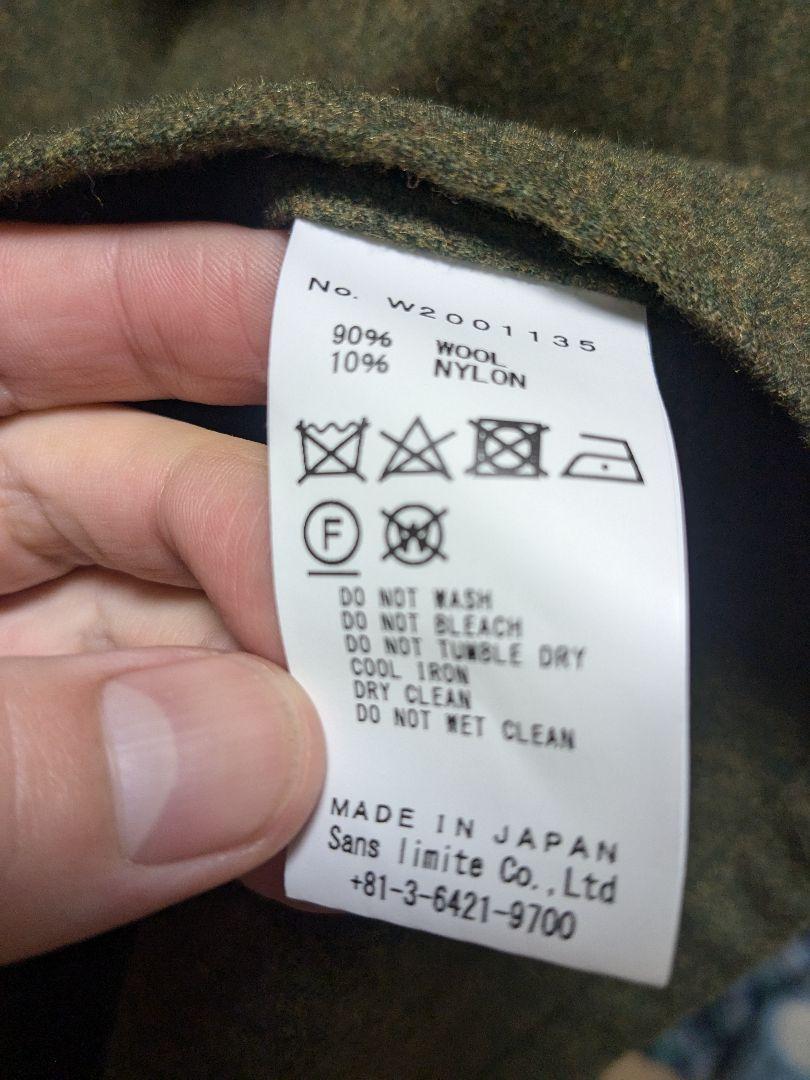 No. W2001135
90% WOOL
10% NYLON
F W
DO NOT WASH
DO NOT BLEACH
DO NOT TUMBLE DRY
COOL IRON
DRY CLEAN
DO NOT WET CLEAN
MADE IN JAPAN
Sans limite Co.,Ltd
+81-3-6421-9700